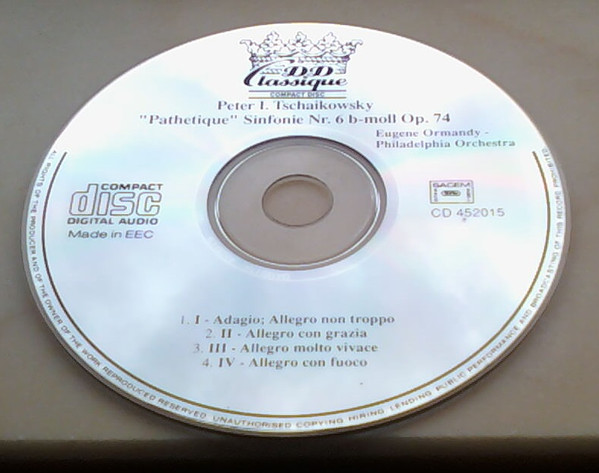 DD
Classique
COMPACT DISC
Peter I. Tschaikowsky
"Pathetique" Sinfonie Nr. 6 b-moll Op. 74
Eugene Ormandy -
Philadelphia Orchestra
COMPACT
disc
DIGITAL AUDIO
Made in EEC
SACEM
CD 452015
1. I - Adagio; Allegro non troppo
2. II - Allegro con grazia
3. III - Allegro molto vivace
4. IV - Allegro con fuoco
ALL RIGHTS OF THE PRODUCER AND OF THE OWNER OF THE WORK REPRODUCED RESERVED. UNAUTHORISED COPYING HIRING LENDING PUBLIC PERFORMANCE AND BROADCASTING OF THIS RECORD PROHIBITED